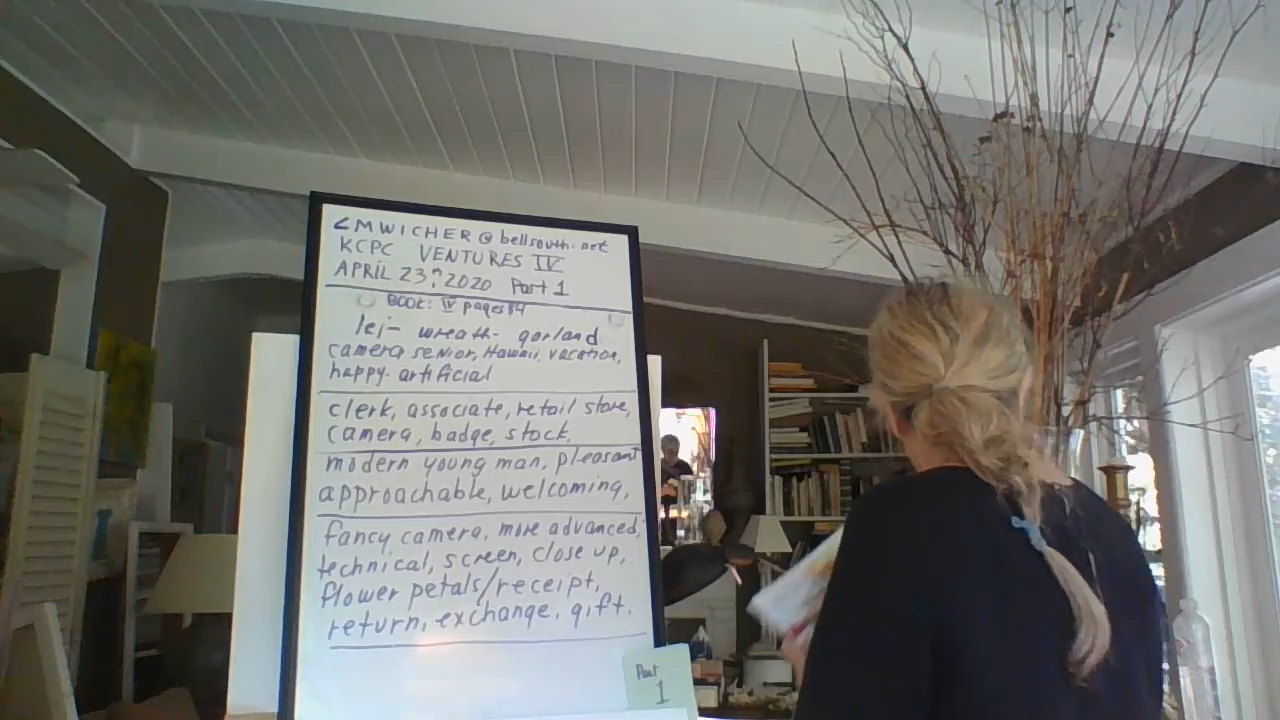 LMWICHER@bellsouth.net
KCPC VENTURES IV
APRIL 23rd, 2020 Part 1
BOOK: IV pages 84
lei- wreath- garland
camera senior, Hawaii, vacation,
happy. artificial
clerk, associate, retail store,
camera, badge, stock,
modern young man, pleasant
approachable, welcoming,
fancy camera, more advanced,
technical, screen, close up,
flower petals/receipt,
return, exchange, gift.
Part
1